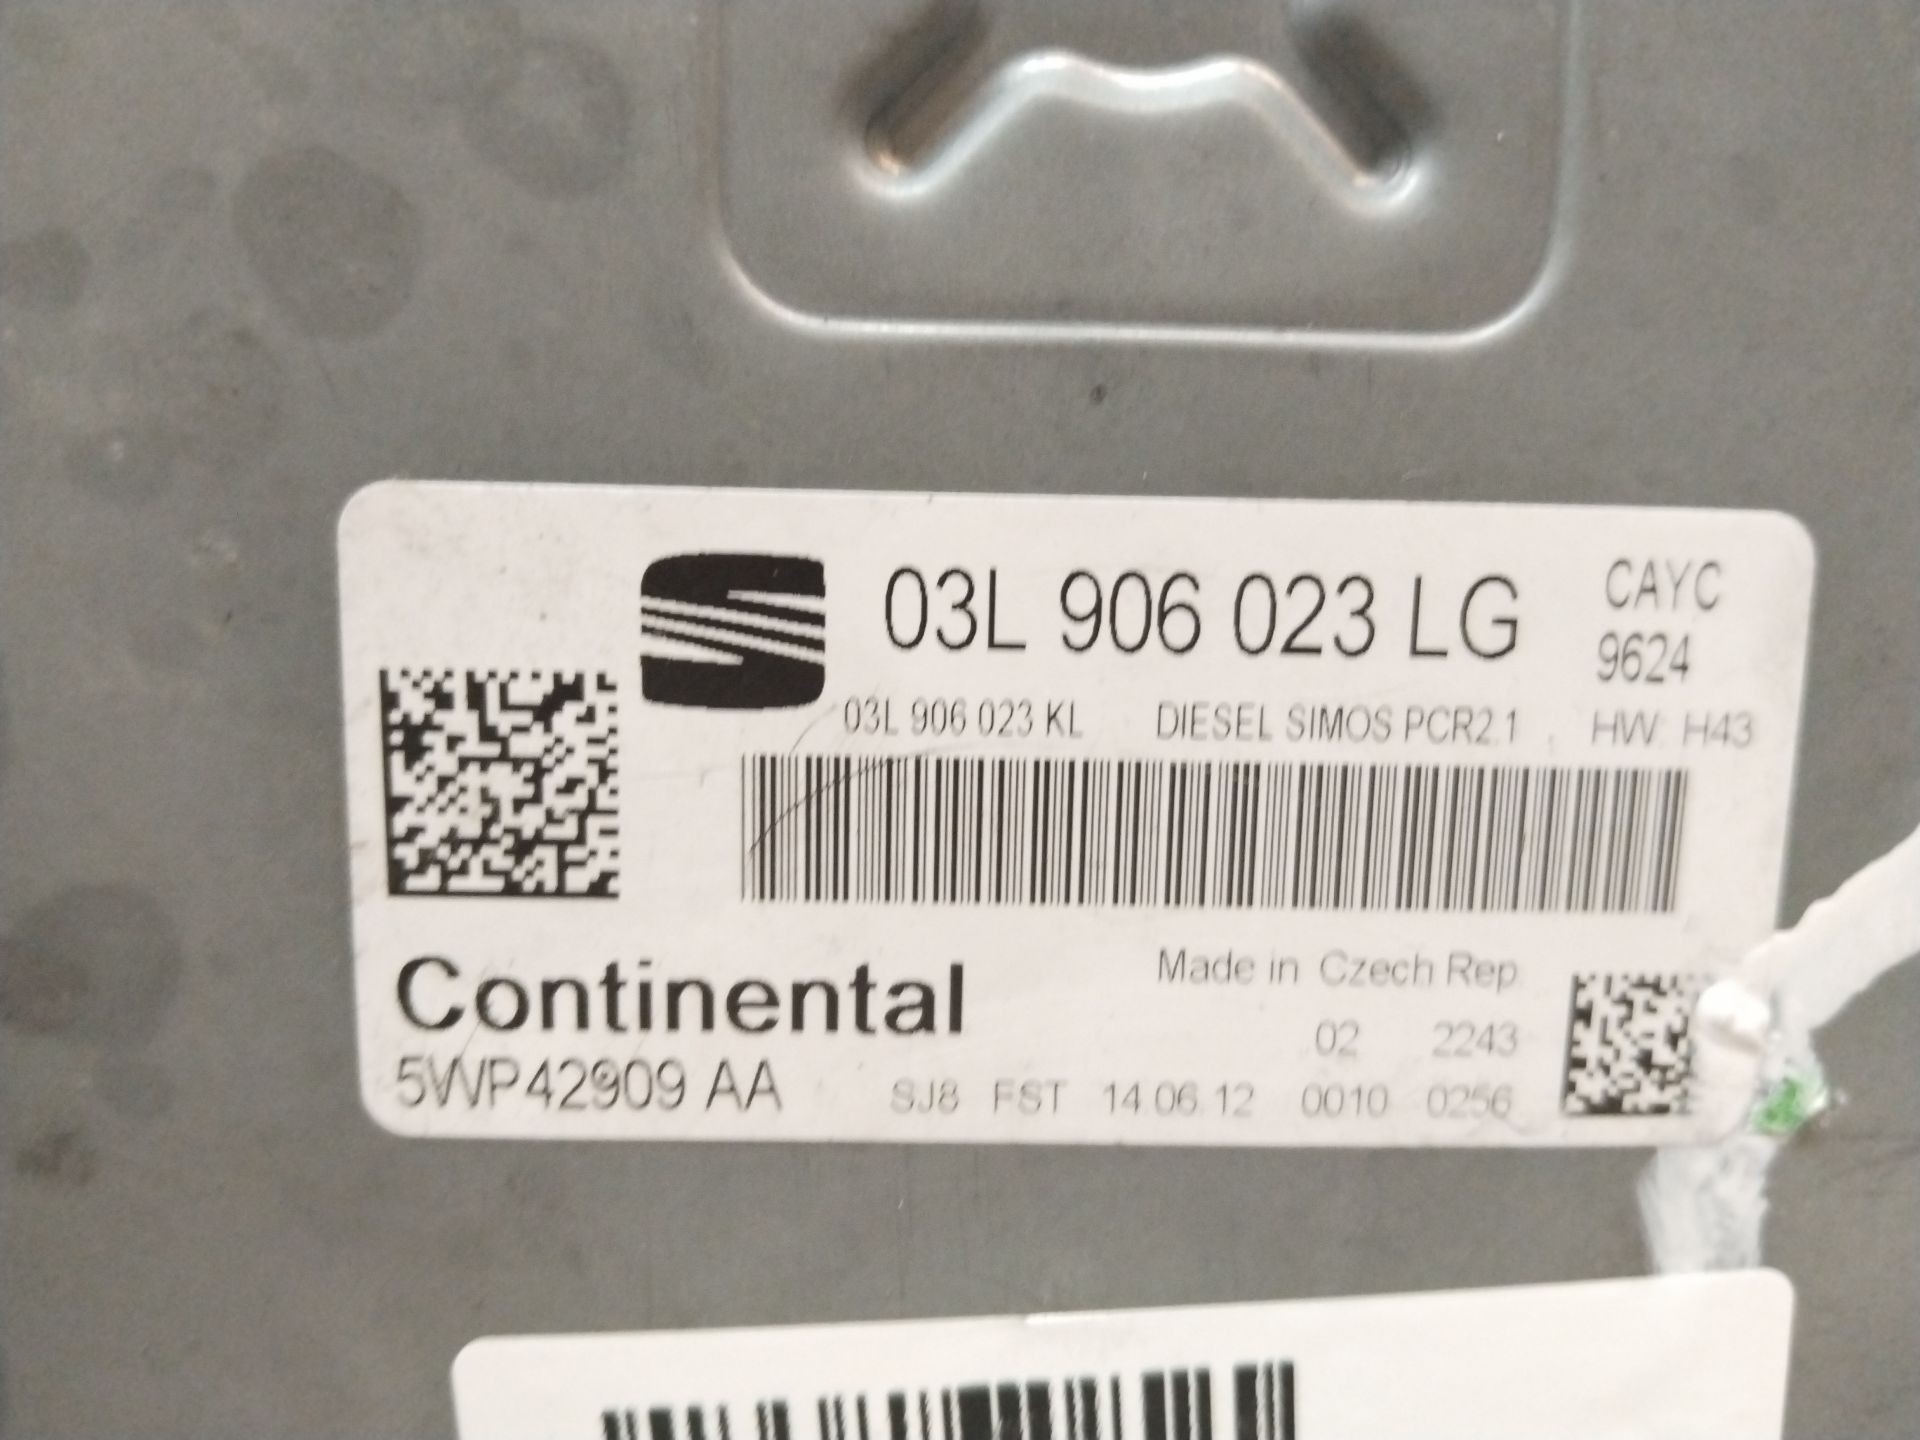 03L 906 023 LG
CAYC
9624
03L 906 023 KL DIESEL SIMOS PCR2.1 HW: H43
Continental
Made in Czech Rep
02 2243
5WP42909 AA
SJ8 FST 14.06.12 0010 0256